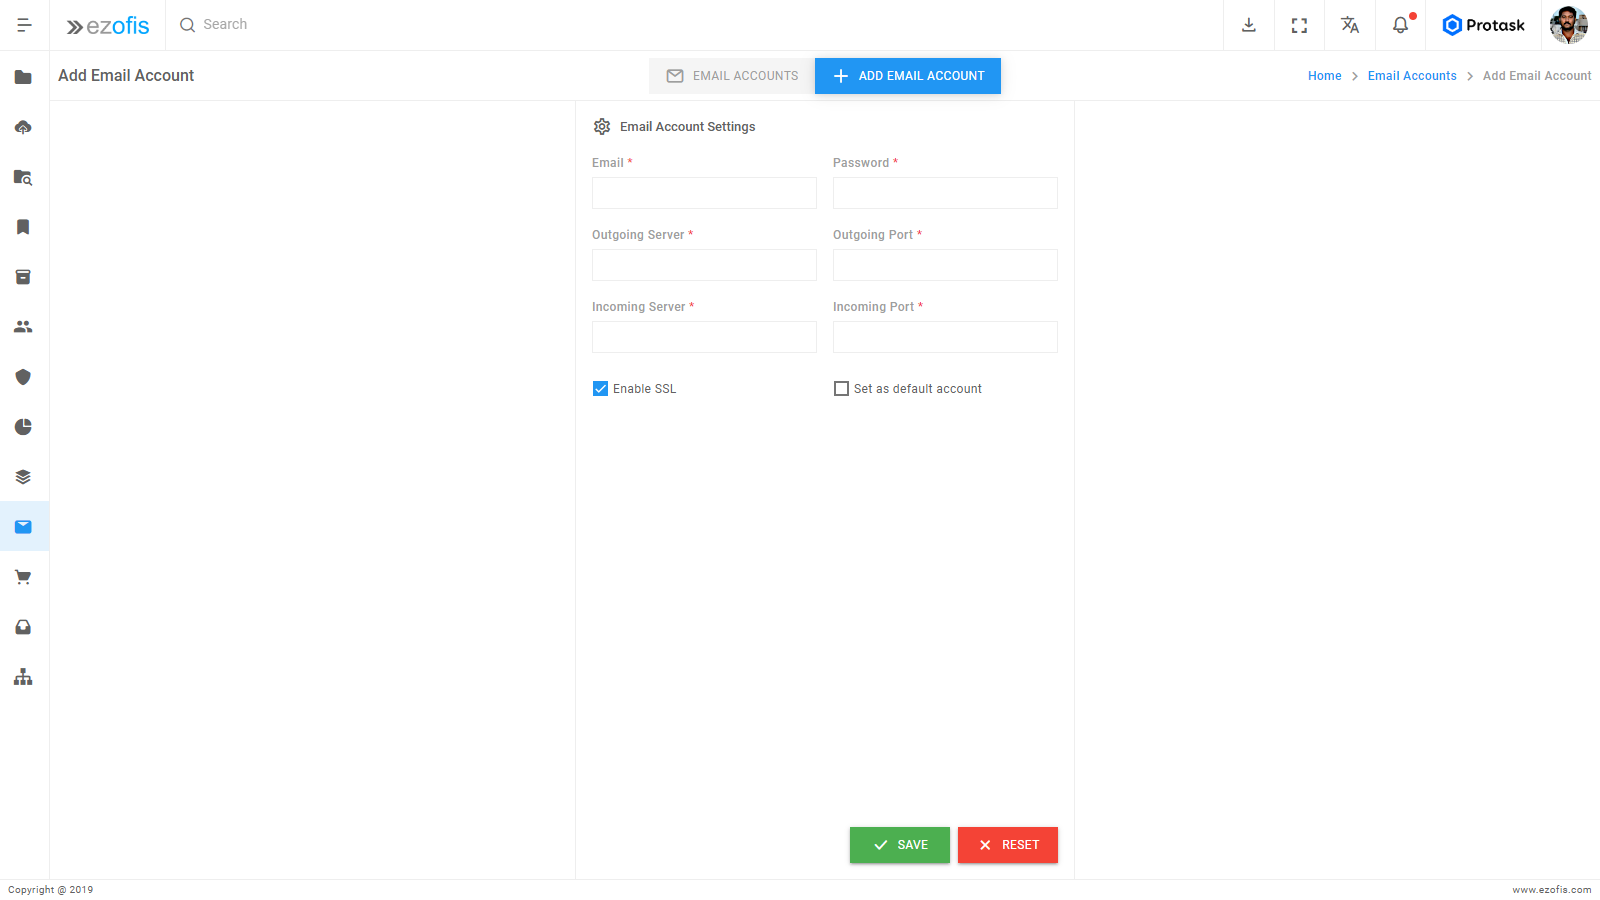 ezofis
Search
Protask
Add Email Account
EMAIL ACCOUNTS
ADD EMAIL ACCOUNT
Home > Email Accounts > Add Email Account
Email Account Settings
Email *
Password *
Outgoing Server *
Outgoing Port *
Incoming Server *
Incoming Port *
Enable SSL
Set as default account
SAVE
RESET
Copyright @ 2019
www.ezofis.com